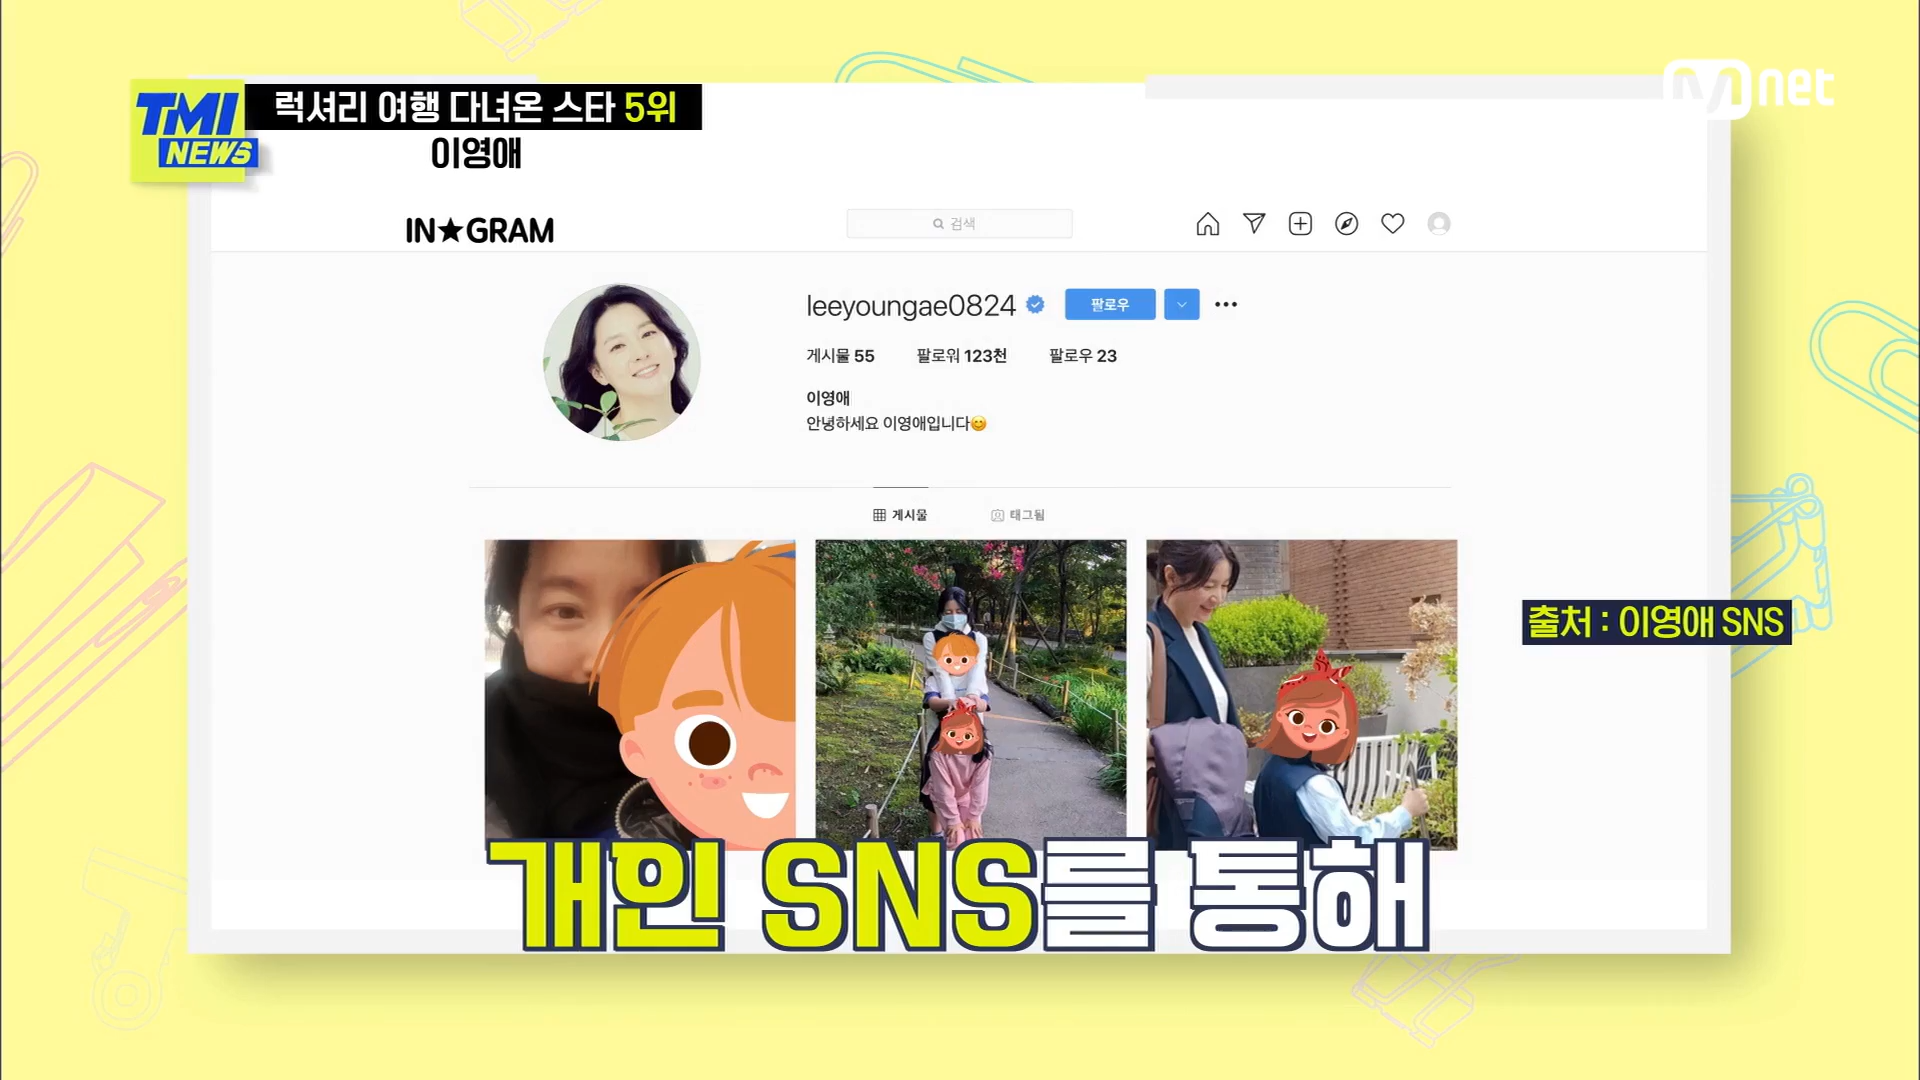 TMI NEWS
럭셔리 여행 다녀온 스타 5위
이영애
Mnet
IN★GRAM
검색
leeyoungae0824
팔로우
게시물 55 팔로워 123천 팔로우 23
이영애
안녕하세요 이영애입니다😊
게시물 태그됨
출처 : 이영애 SNS
개인 SNS를 통해